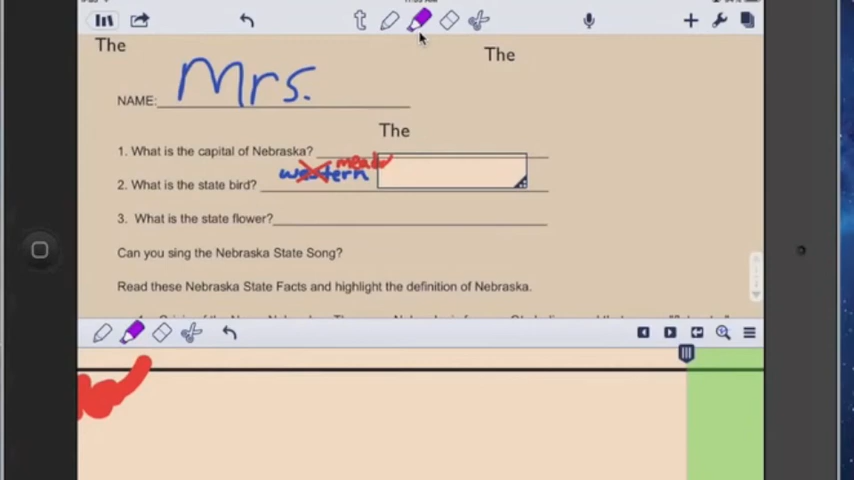 The
The
Mrs.
NAME:
The
1. What is the capital of Nebraska?
2. What is the state bird? western
3. What is the state flower?
Can you sing the Nebraska State Song?
Read these Nebraska State Facts and highlight the definition of Nebraska.